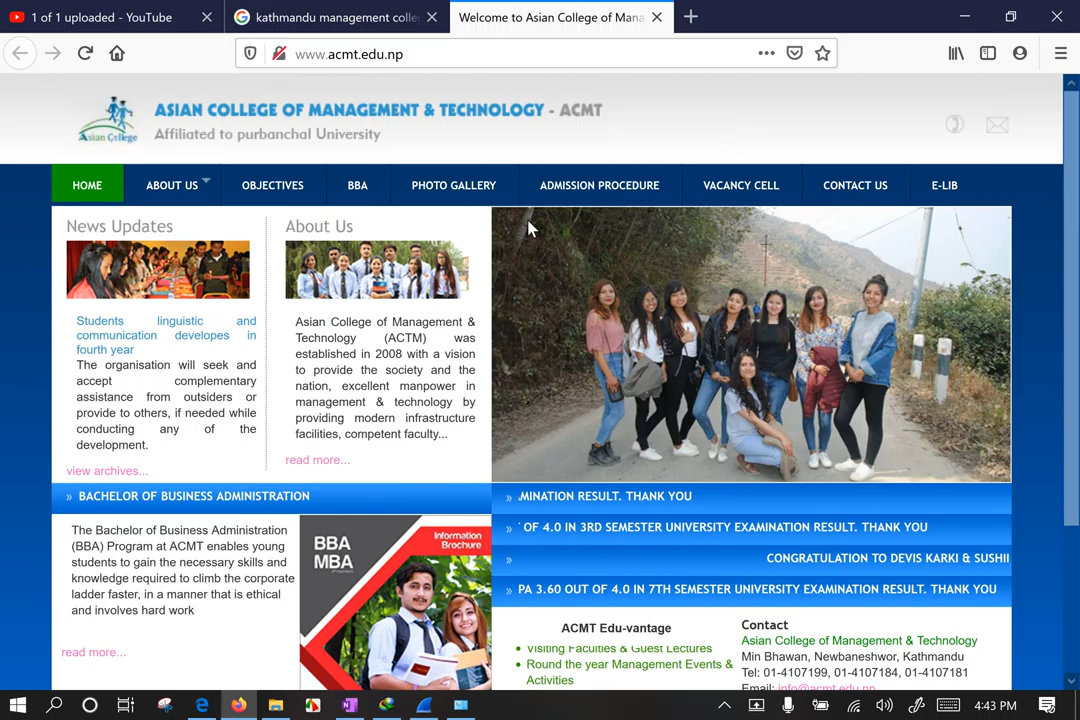 1 of 1 uploaded - YouTube
kathmandu management colle
Welcome to Asian College of Mana
www.acmt.edu.np
Asian College
ASIAN COLLEGE OF MANAGEMENT & TECHNOLOGY - ACMT
Affiliated to purbanchal University
HOME
ABOUT US
OBJECTIVES
BBA
PHOTO GALLERY
ADMISSION PROCEDURE
VACANCY CELL
CONTACT US
E-LIB
News Updates
Students linguistic and
communication developes in
fourth year
The organisation will seek and
accept complementary
assistance from outsiders or
provide to others, if needed while
conducting any of the
development.
view archives...
About Us
Asian College of Management &
Technology (ACTM) was
established in 2008 with a vision
to provide the society and the
nation, excellent manpower in
management & technology by
providing modern infrastructure
facilities, competent faculty...
read more...
» BACHELOR OF BUSINESS ADMINISTRATION
The Bachelor of Business Administration
(BBA) Program at ACMT enables young
students to gain the necessary skills and
knowledge required to climb the corporate
ladder faster, in a manner that is ethical
and involves hard work
read more...
BBA
MBA
Information
Brochure
» MINATION RESULT. THANK YOU
» OF 4.0 IN 3RD SEMESTER UNIVERSITY EXAMINATION RESULT. THANK YOU
» CONGRATULATION TO DEVIS KARKI & SUSHII
» PA 3.60 OUT OF 4.0 IN 7TH SEMESTER UNIVERSITY EXAMINATION RESULT. THANK YOU
ACMT Edu-vantage
Visiting Faculties & Guest Lectures
Round the year Management Events &
Activities
Contact
Asian College of Management & Technology
Min Bhawan, Newbaneshwor, Kathmandu
Tel: 01-4107199, 01-4107184, 01-4107181
Email: info@acmt.edu.np
4:43 PM